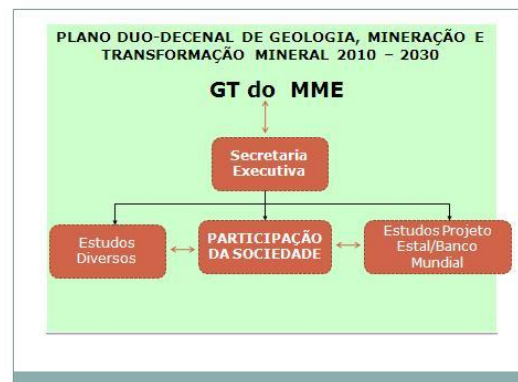 PLANO DUO-DECENAL DE GEOLOGIA, MINERAÇÃO E
TRANSFORMAÇÃO MINERAL 2010 – 2030
GT do MME
Secretaria
Executiva
Estudos
Diversos
PARTICIPAÇÃO
DA SOCIEDADE
Estudos Projeto
Estal/Banco
Mundial